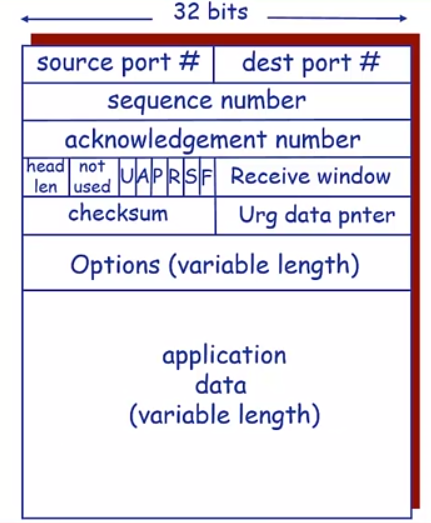 32 bits
source port # dest port #
sequence number
acknowledgement number
head len not used U A P R S F Receive window
checksum Urg data pnter
Options (variable length)
application
data
(variable length)